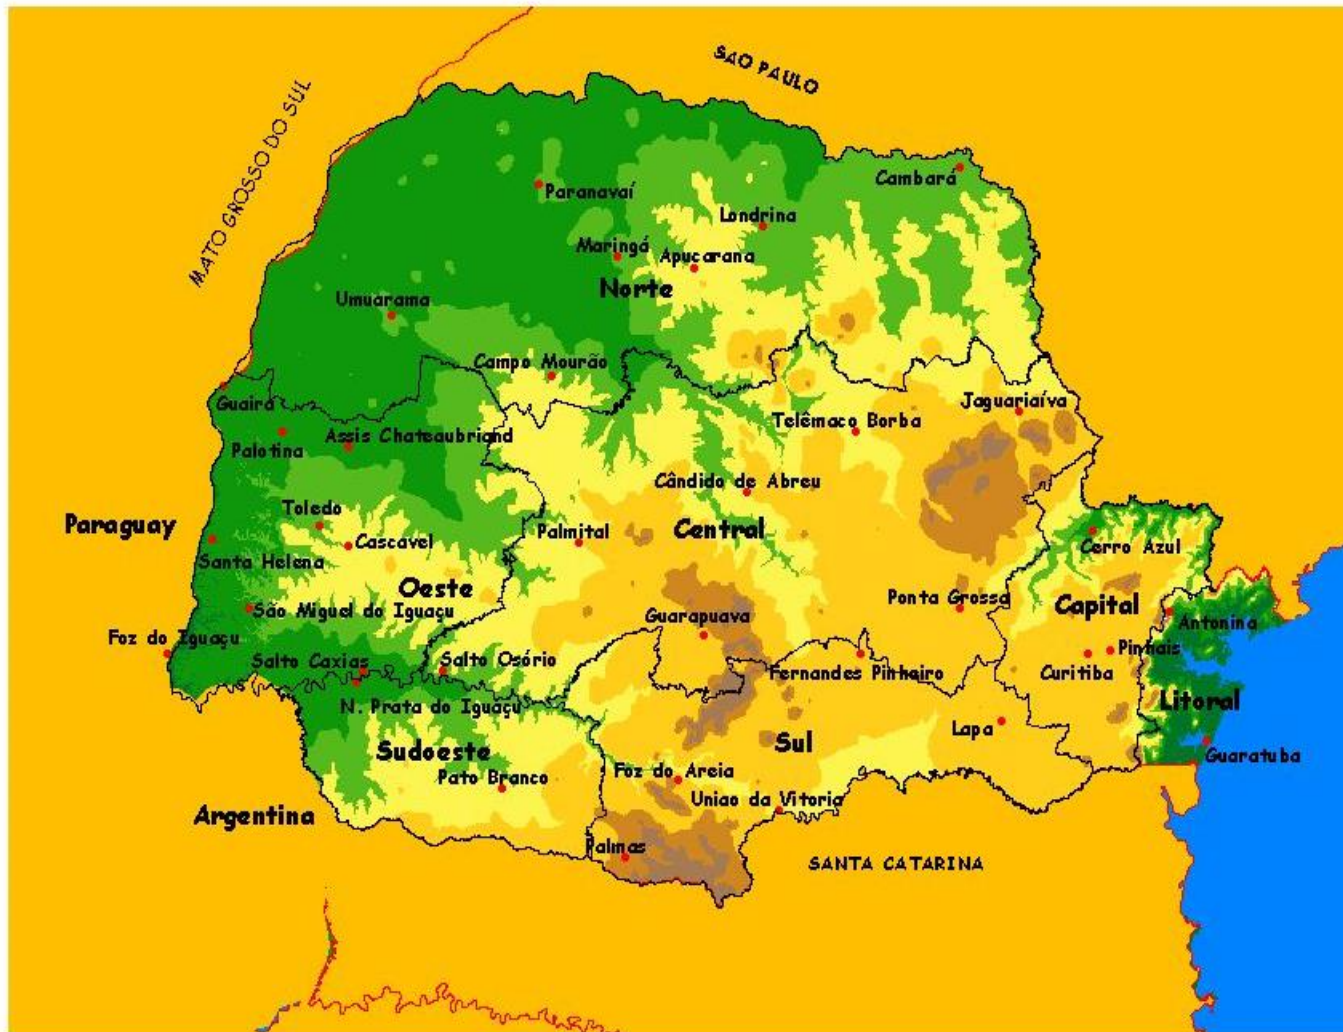 SAO PAULO
MATO GROSSO DO SUL
Cambará
Paranavaí
Londrina
Maringá
Apucarana
Norte
Umuarama
Campo Mourão
Guaira
Jaguariaíva
Telêmaco Borba
Palotina
Assis Chateaubriand
Cândido de Abreu
Toledo
Paraguay
Palmital
Central
Cascavel
Cerro Azul
Santa Helena
Oeste
Ponta Grossa
Capital
São Miguel do Iguaçu
Guarapuava
Antonina
Foz do Iguaçu
Pinhais
Salto Caxias
Salto Osório
Fernandes Pinheiro
Curitiba
Litoral
N. Prata do Iguaçu
Lapa
Sul
Sudoeste
Guaratuba
Pato Branco
Foz do Areia
Uniao da Vitoria
Argentina
Palmas
SANTA CATARINA